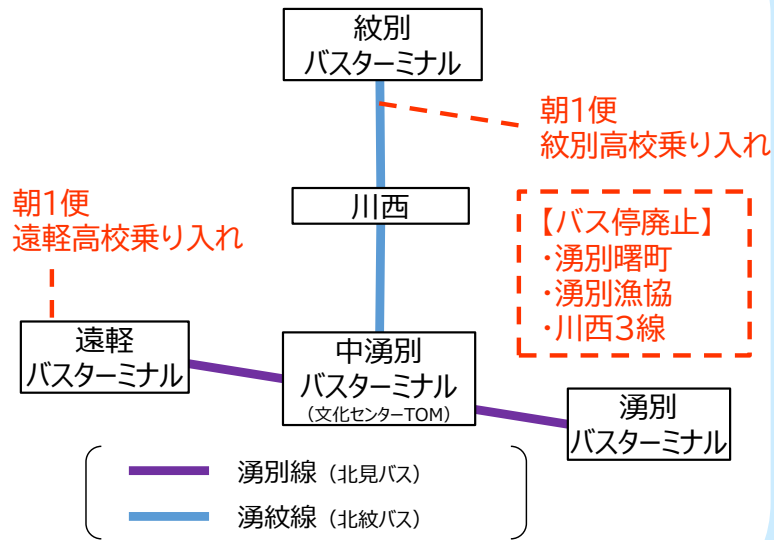 紋別
バスターミナル
朝1便
紋別高校乗り入れ
川西
朝1便
遠軽高校乗り入れ
【バス停廃止】
・湧別曙町
・湧別漁協
・川西3線
遠軽
バスターミナル
中湧別
バスターミナル
(文化センターTOM)
湧別
バスターミナル
湧別線（北見バス）
湧紋線（北紋バス）